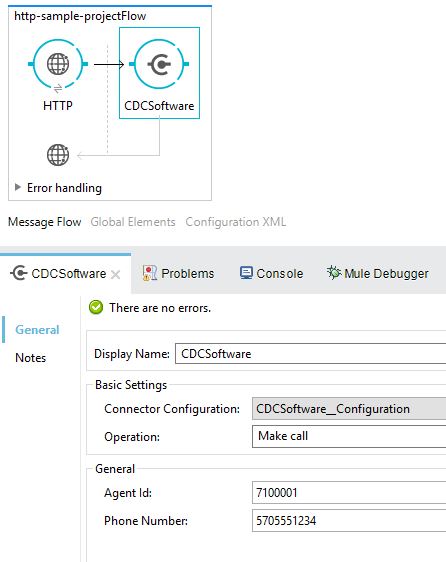 http-sample-projectFlow
HTTP
CDCSoftware
Error handling
Message Flow Global Elements Configuration XML
CDCSoftware Problems Console Mule Debugger
There are no errors.
General
Notes
Display Name: CDCSoftware
Basic Settings
Connector Configuration: CDCSoftware__Configuration
Operation: Make call
General
Agent Id: 7100001
Phone Number: 5705551234